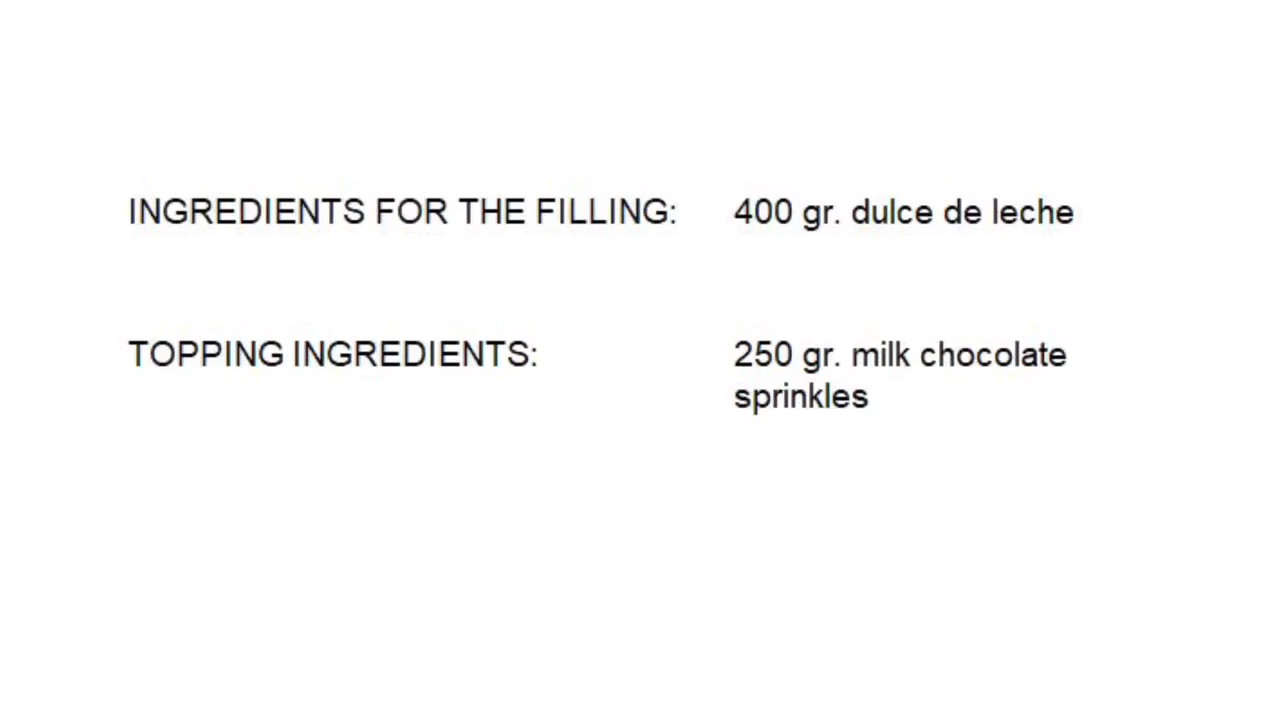 INGREDIENTS FOR THE FILLING: 400 gr. dulce de leche
TOPPING INGREDIENTS: 250 gr. milk chocolate
sprinkles